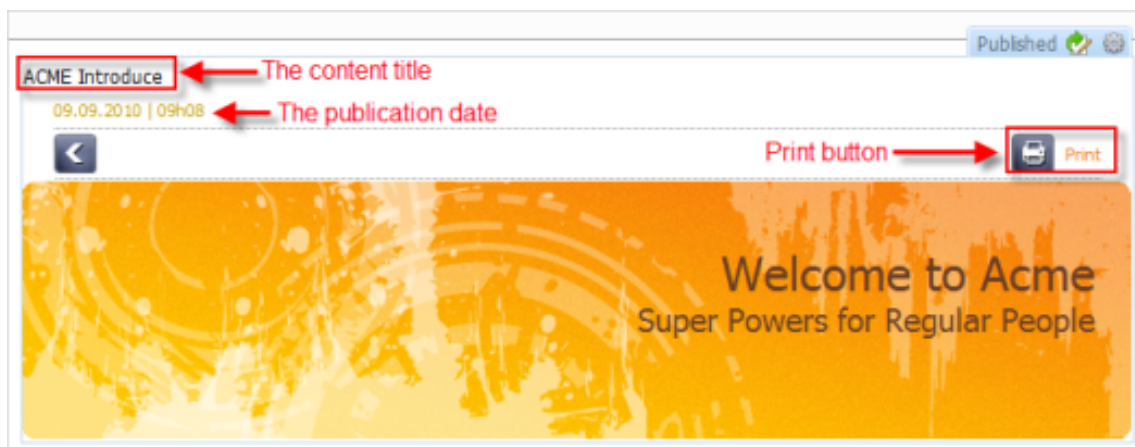 Published
ACME Introduce The content title
09.09.2010 | 09h08 The publication date
Print button Print
Welcome to Acme
Super Powers for Regular People